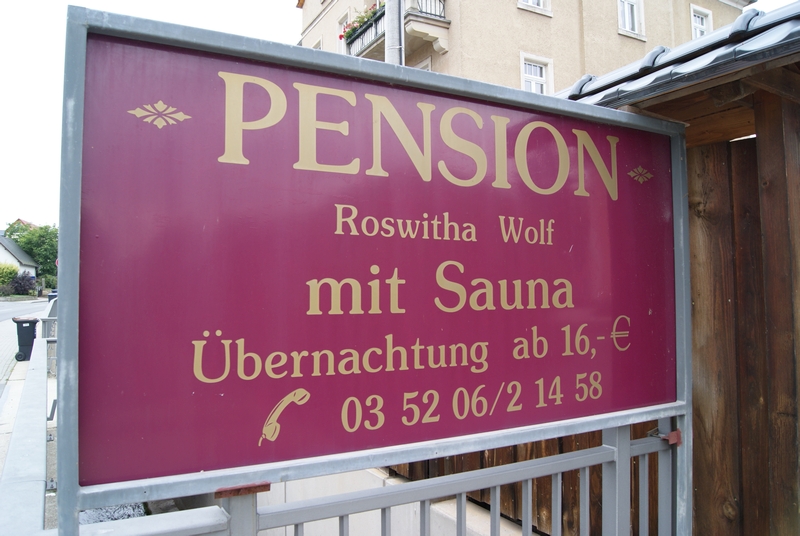 PENSION
Roswitha Wolf
mit Sauna
Übernachtung ab 16,-€
03 52 06/2 14 58